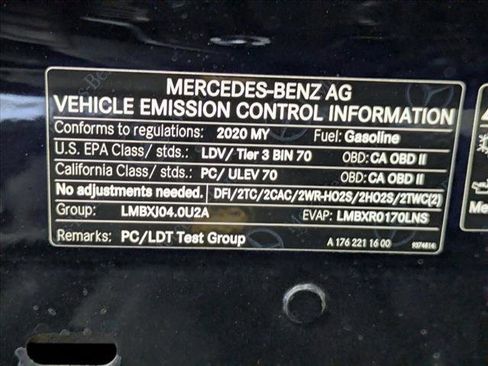 MERCEDES-BENZ AG
VEHICLE EMISSION CONTROL INFORMATION
Conforms to regulations: 2020 MY Fuel: Gasoline
U.S. EPA Class/ stds.: LDV/ Tier 3 BIN 70 OBD: CA OBD II
California Class/ stds.: PC/ ULEV 70 OBD: CA OBD II
No adjustments needed. DFI/2TC/2CAC/2WR-HO2S/2HO2S/2TWC(2)
Group: LMBXJ04.0U2A EVAP: LMBXR0170LNS
Remarks: PC/LDT Test Group A 176 221 16 00 9374814